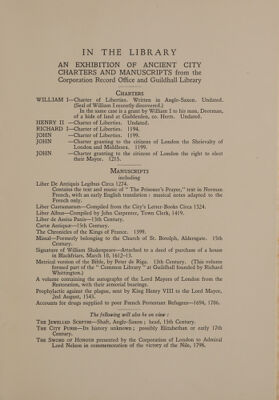 IN THE LIBRARY
AN EXHIBITION OF ANCIENT CITY
CHARTERS AND MANUSCRIPTS from the
Corporation Record Office and Guildhall Library
CHARTERS
WILLIAM I—Charter of Liberties. Written in Anglo-Saxon. Undated.
(Seal of William I recently discovered.)
In the same case is a grant by William I to his man, Deorman,
of a hide of land at Gaddesden, co. Herts. Undated.
HENRY II —Charter of Liberties. Undated.
RICHARD I—Charter of Liberties. 1194.
JOHN —Charter of Liberties. 1199.
JOHN —Charter granting to the citizens of London the Shrievalty of
London and Middlesex. 1199.
JOHN —Charter granting to the citizens of London the right to elect
their Mayor. 1215.
MANUSCRIPTS
including
Liber De Antiquis Legibus Circa 1274.
Contains the text and music of "The Prisoner's Prayer," text in Norman
French, with an early English translation: musical notes adapted to the
French only.
Liber Custumarum—Compiled from the City's Letter-Books Circa 1324.
Liber Albus—Compiled by John Carpenter, Town Clerk, 1419.
Liber de Assisa Panis—13th Century.
Carte Antique—15th Century.
The Chronicles of the Kings of France. 1399.
Missal—Formerly belonging to the Church of St. Botolph, Aldersgate. 15th
Century.
Signature of William Shakespeare—Attached to a deed of purchase of a house
in Blackfriars, March 10, 1612-13.
Metrical version of the Bible, by Peter de Riga. 13th Century. (This volume
formed part of the "Common Library" at Guildhall founded by Richard
Whittington.)
A volume containing the autographs of the Lord Mayors of London from the
Restoration, with their armorial bearings.
Prophylactic against the plague, sent by King Henry VIII to the Lord Mayor,
2nd August, 1543.
Accounts for drugs supplied to poor French Protestant Refugees—1694, 1706.
The following will also be on view:
THE JEWELLED SCEPTRE—Shaft, Anglo-Saxon; head, 15th Century.
THE CITY PURSE—Its history unknown; possibly Elizabethan or early 17th
Century.
THE SWORD OF HONOUR presented by the Corporation of London to Admiral
Lord Nelson in commemoration of the victory of the Nile, 1798.